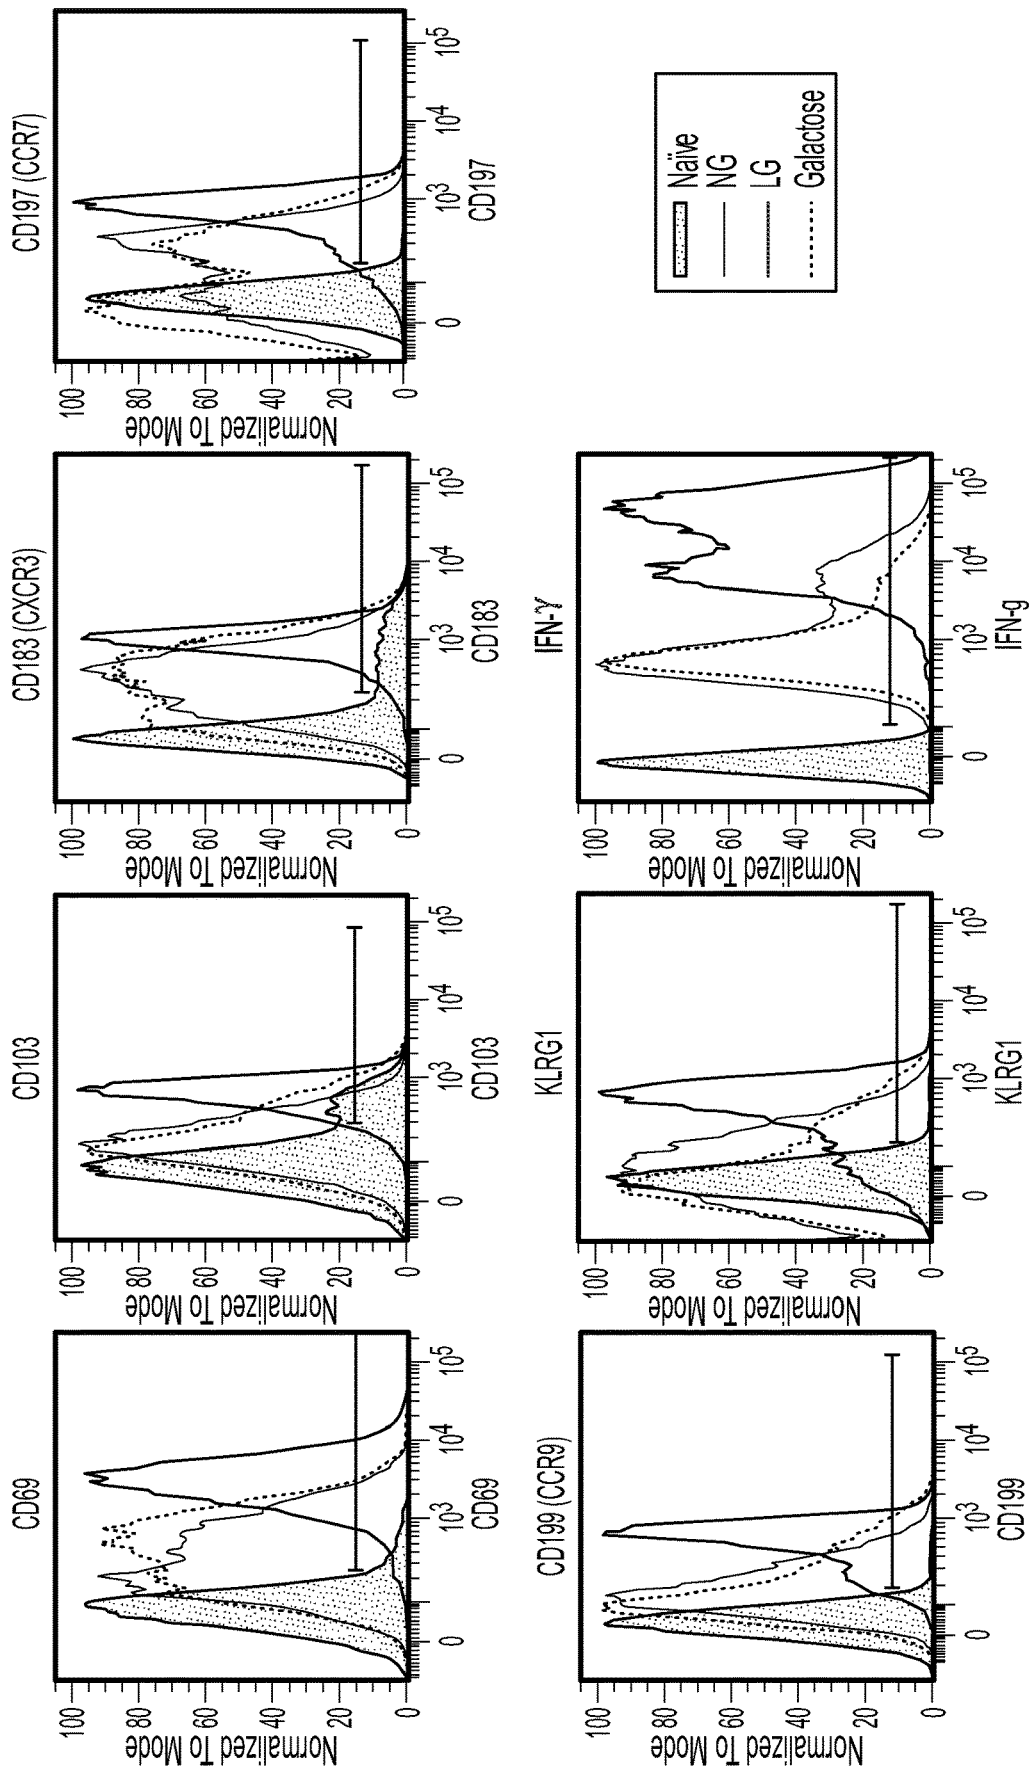 CD69
100
80
60
40
20
0
Normalized To Mode
0
10^3
10^4
10^5
CD69
CD103
100
80
60
40
20
0
Normalized To Mode
0
10^3
10^4
10^5
CD103
CD183 (CXCR3)
100
80
60
40
20
0
Normalized To Mode
0
10^3
10^4
10^5
CD183
CD197 (CCR7)
100
80
60
40
20
0
Normalized To Mode
0
10^3
10^4
10^5
CD197
CD199 (CCR9)
100
80
60
40
20
0
Normalized To Mode
0
10^3
10^4
10^5
CD199
KLRG1
100
80
60
40
20
0
Normalized To Mode
0
10^3
10^4
10^5
KLRG1
IFN-γ
100
80
60
40
20
0
Normalized To Mode
0
10^3
10^4
10^5
IFN-g
Naïve
NG
LG
Galactose